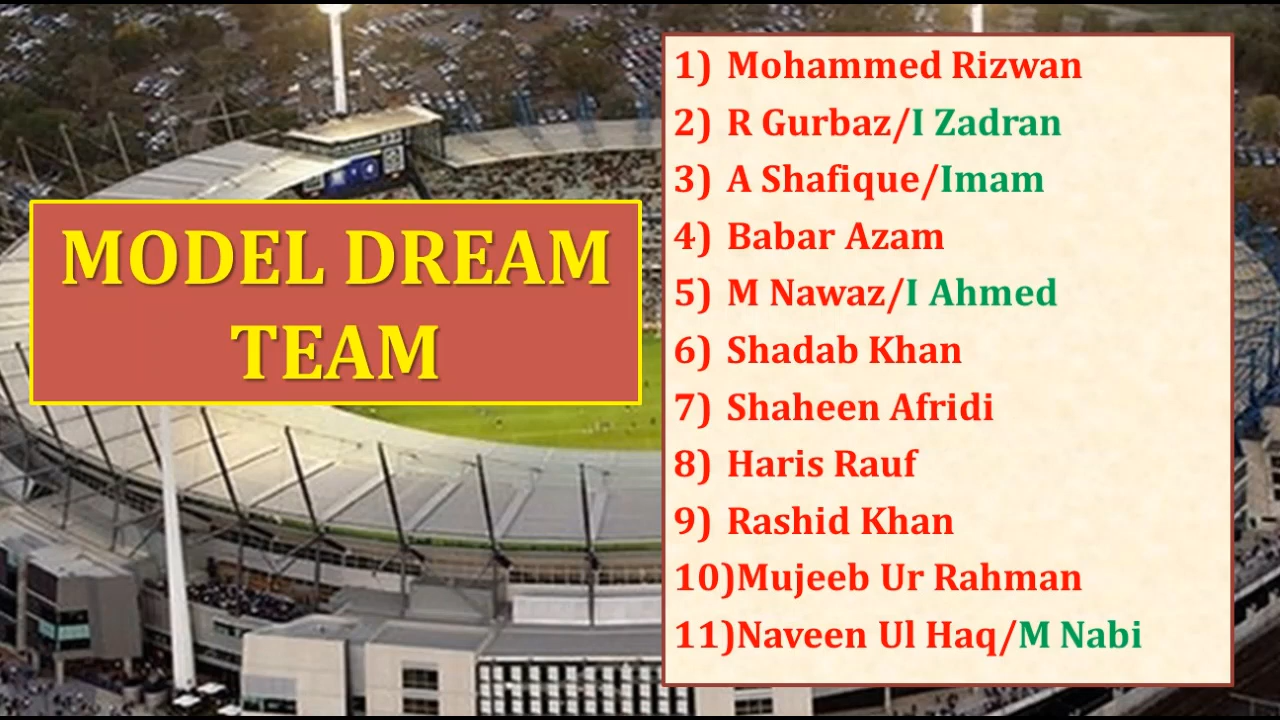 MODEL DREAM
TEAM
1) Mohammed Rizwan
2) R Gurbaz/I Zadran
3) A Shafique/Imam
4) Babar Azam
5) M Nawaz/I Ahmed
6) Shadab Khan
7) Shaheen Afridi
8) Haris Rauf
9) Rashid Khan
10)Mujeeb Ur Rahman
11)Naveen Ul Haq/M Nabi